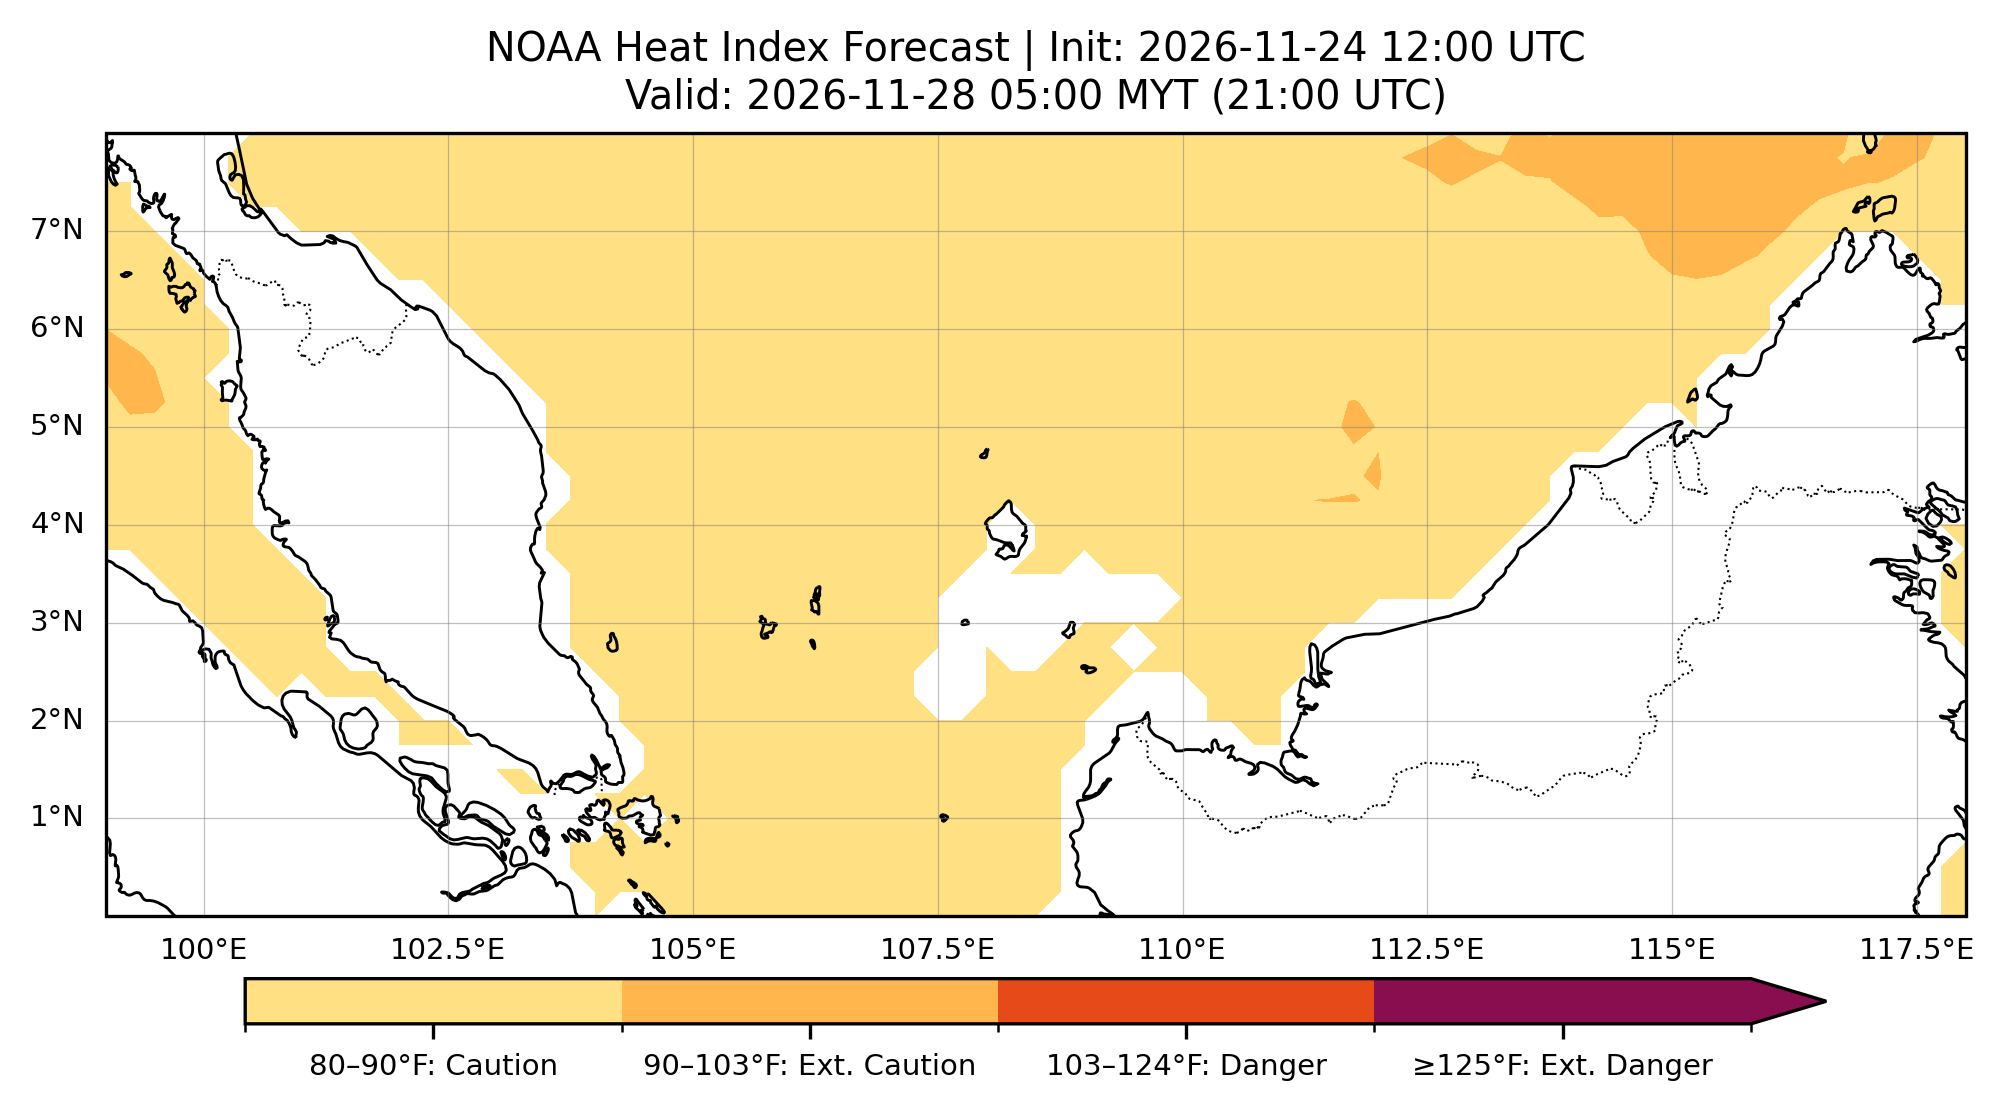 NOAA Heat Index Forecast | Init: 2026-11-24 12:00 UTC
Valid: 2026-11-28 05:00 MYT (21:00 UTC)
7°N
6°N
5°N
4°N
3°N
2°N
1°N
100°E
102.5°E
105°E
107.5°E
110°E
112.5°E
115°E
117.5°E
80–90°F: Caution
90–103°F: Ext. Caution
103–124°F: Danger
≥125°F: Ext. Danger